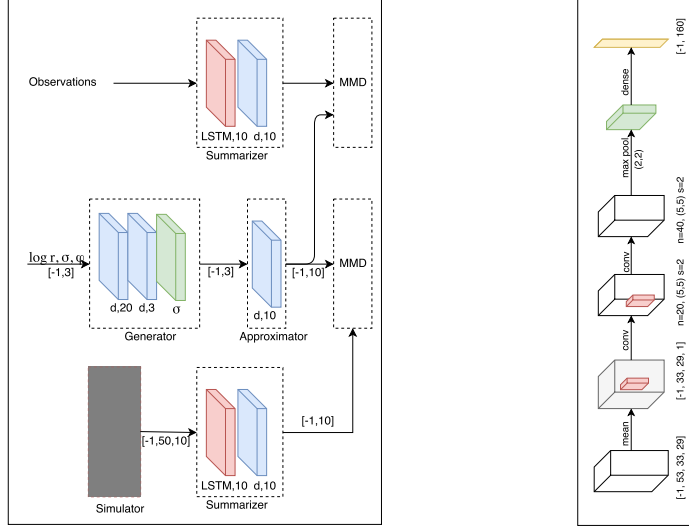 Observations
LSTM,10 d,10
Summarizer
MMD
log r, σ, φ
[-1,3]
d,20 d,3 σ
Generator
[-1,3]
d,10
Approximator
[-1,10]
MMD
Simulator
[-1,50,10]
LSTM,10 d,10
Summarizer
[-1,10]
[-1, 160]
dense
max pool
(2,2)
n=40, (5,5) s=2
conv
n=20, (5,5) s=2
conv
[-1, 33, 29, 1]
mean
[-1, 53, 33, 29]